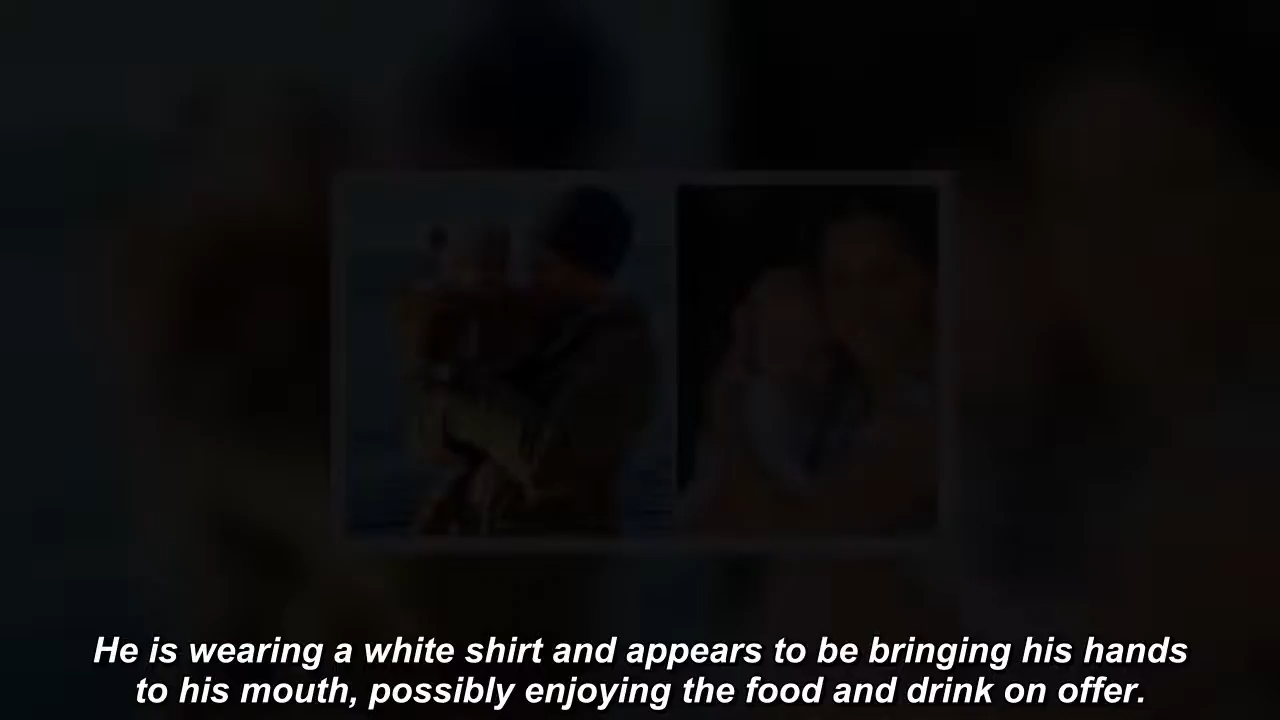 He is wearing a white shirt and appears to be bringing his hands
to his mouth, possibly enjoying the food and drink on offer.